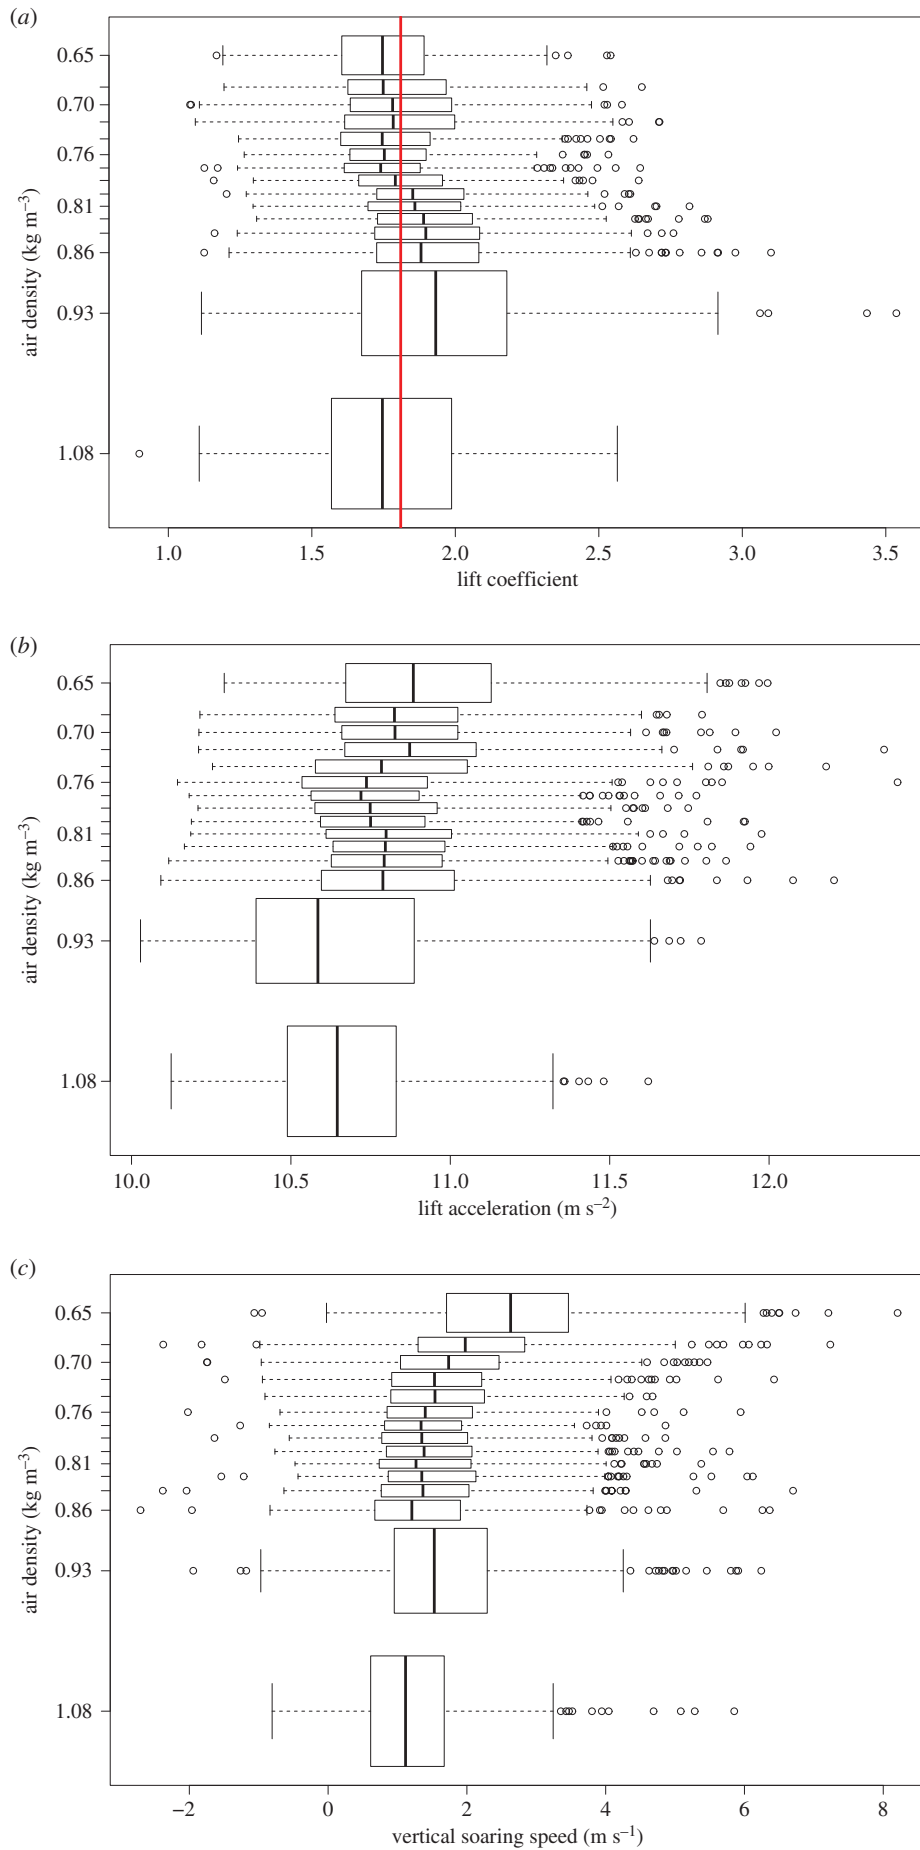 (a)
0.65
0.70
0.76
0.81
0.86
0.93
1.08
air density (kg m⁻³)
1.0 1.5 2.0 2.5 3.0 3.5
lift coefficient
(b)
0.65
0.70
0.76
0.81
0.86
0.93
1.08
air density (kg m⁻³)
10.0 10.5 11.0 11.5 12.0
lift acceleration (m s⁻²)
(c)
0.65
0.70
0.76
0.81
0.86
0.93
1.08
air density (kg m⁻³)
−2 0 2 4 6 8
vertical soaring speed (m s⁻¹)